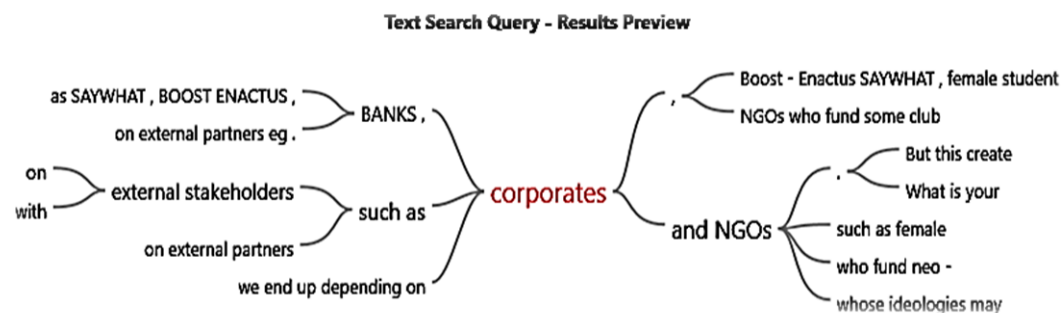 Text Search Query - Results Preview
as SAYWHAT , BOOST ENACTUS ,
on external partners eg .
BANKS ,
on
with
external stakeholders
on external partners
such as
we end up depending on
corporates
,
Boost - Enactus SAYWHAT , female student
NGOs who fund some club
and NGOs
.
But this create
What is your
such as female
who fund neo -
whose ideologies may